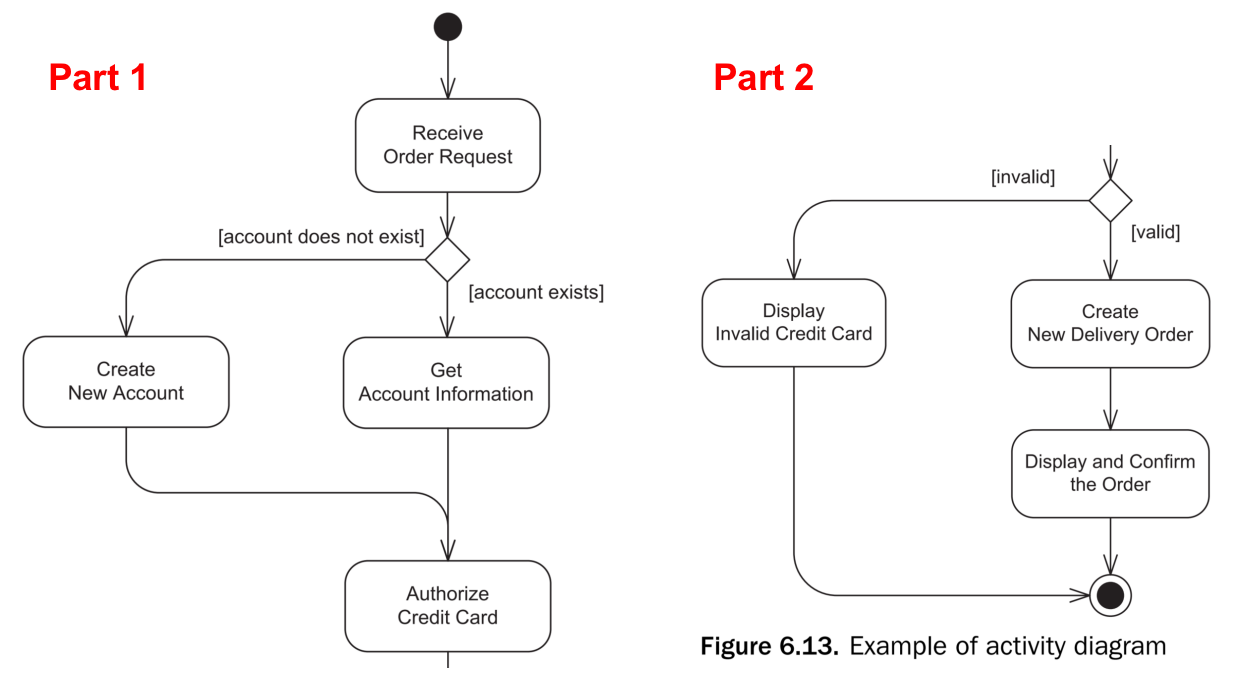 Part 1
Receive
Order Request
[account does not exist]
[account exists]
Create
New Account
Get
Account Information
Authorize
Credit Card
Part 2
[invalid]
[valid]
Display
Invalid Credit Card
Create
New Delivery Order
Display and Confirm
the Order
Figure 6.13. Example of activity diagram